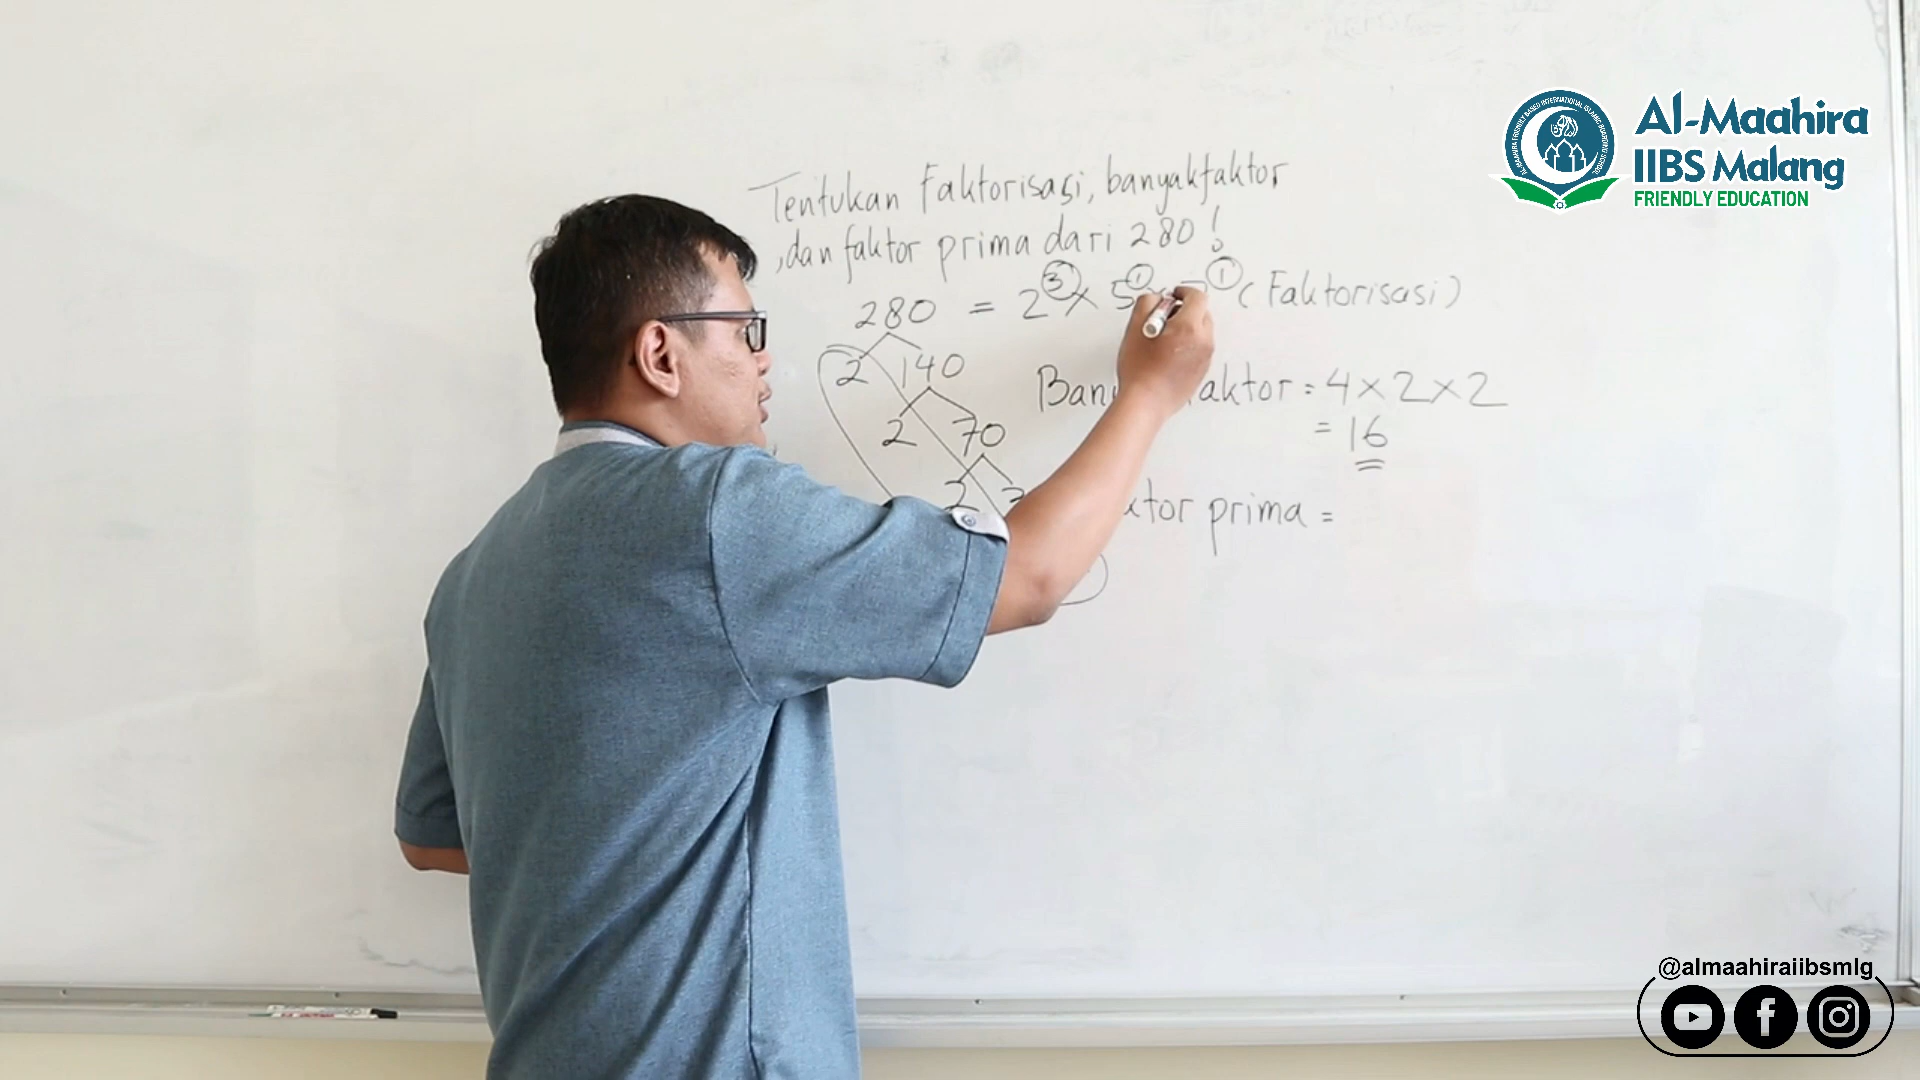 Al-Maahira
IIBS Malang
FRIENDLY EDUCATION
Tentukan Faktorisasi, banyakfaktor
, dan faktor prima dari 280 !
280 = 2³ × 5¹ ¹ (Faktorisasi)
2 140
2 70
2
aktor = 4 × 2 × 2
= 16
ktor prima =
@almaahiraiibsmlg